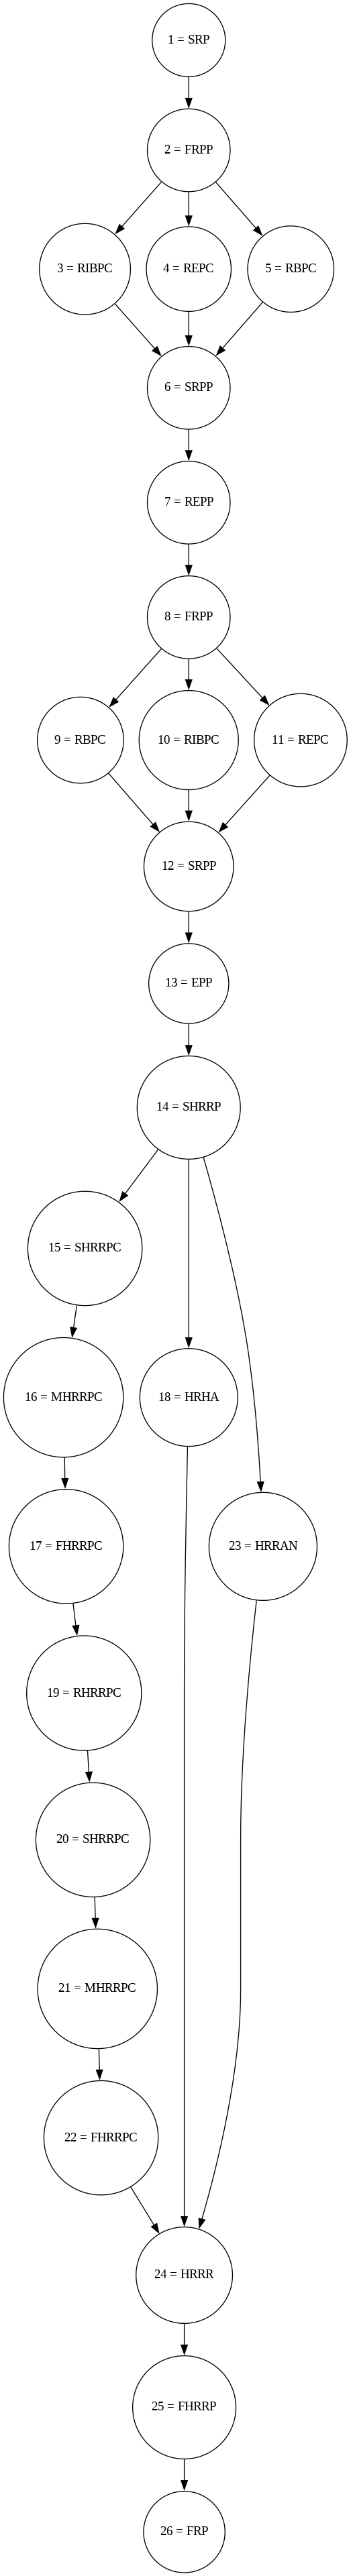 1 = SRP
2 = FRPP
3 = RIBPC
4 = REPC
5 = RBPC
6 = SRPP
7 = REPP
8 = FRPP
9 = RBPC
10 = RIBPC
11 = REPC
12 = SRPP
13 = EPP
14 = SHRRP
15 = SHRRPC
16 = MHRRPC
18 = HRHA
17 = FHRRPC
23 = HRRAN
19 = RHRRPC
20 = SHRRPC
21 = MHRRPC
22 = FHRRPC
24 = HRRR
25 = FHRRP
26 = FRP